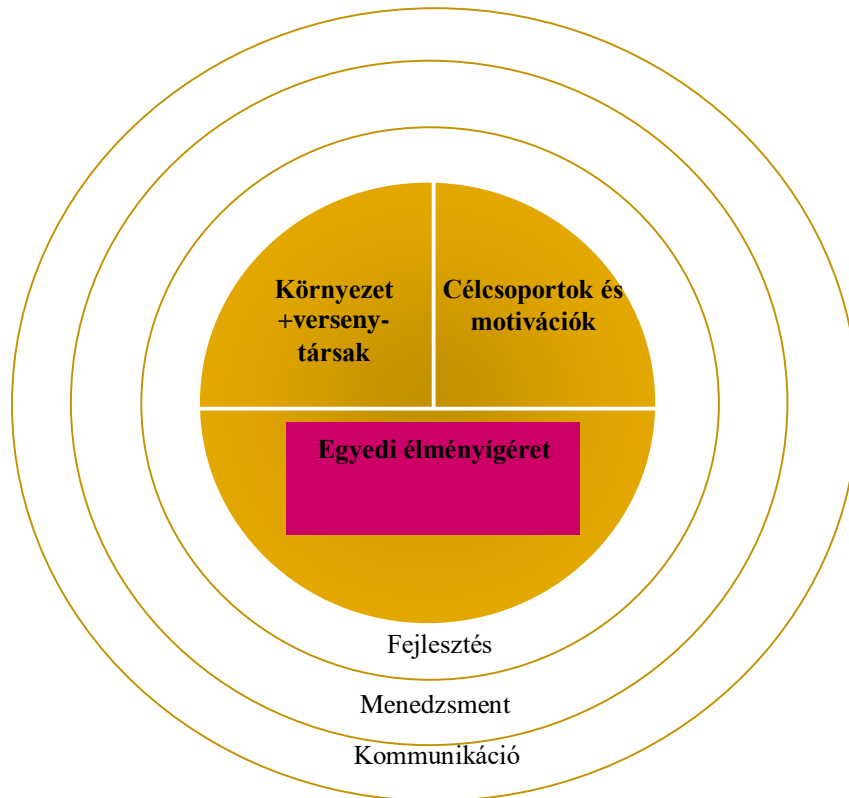 Környezet
+verseny-
társak
Célcsoportok és
motivációk
Egyedi élményígéret
Fejlesztés
Menedzsment
Kommunikáció